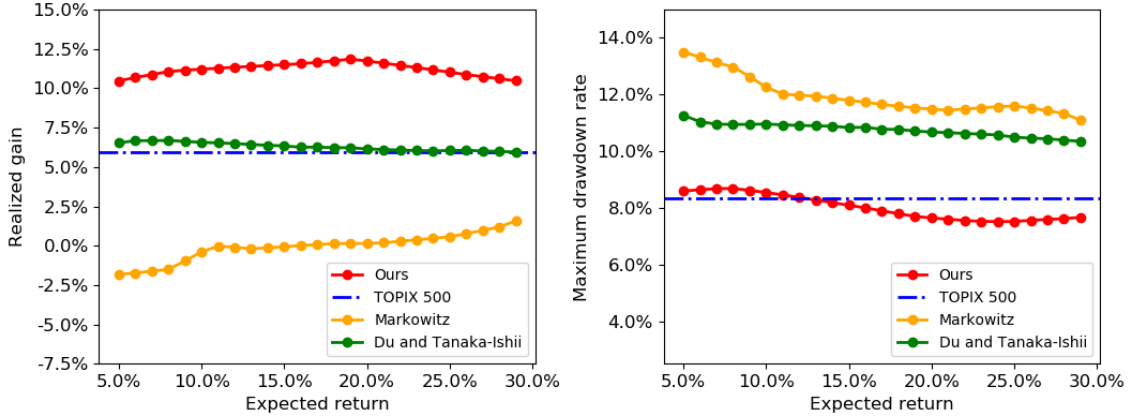 15.0%
12.5%
10.0%
7.5%
5.0%
2.5%
0.0%
-2.5%
-5.0%
-7.5%
Realized gain
5.0% 10.0% 15.0% 20.0% 25.0% 30.0%
Expected return
Ours
TOPIX 500
Markowitz
Du and Tanaka-Ishii
14.0%
12.0%
10.0%
8.0%
6.0%
4.0%
Maximum drawdown rate
5.0% 10.0% 15.0% 20.0% 25.0% 30.0%
Expected return
Ours
TOPIX 500
Markowitz
Du and Tanaka-Ishii